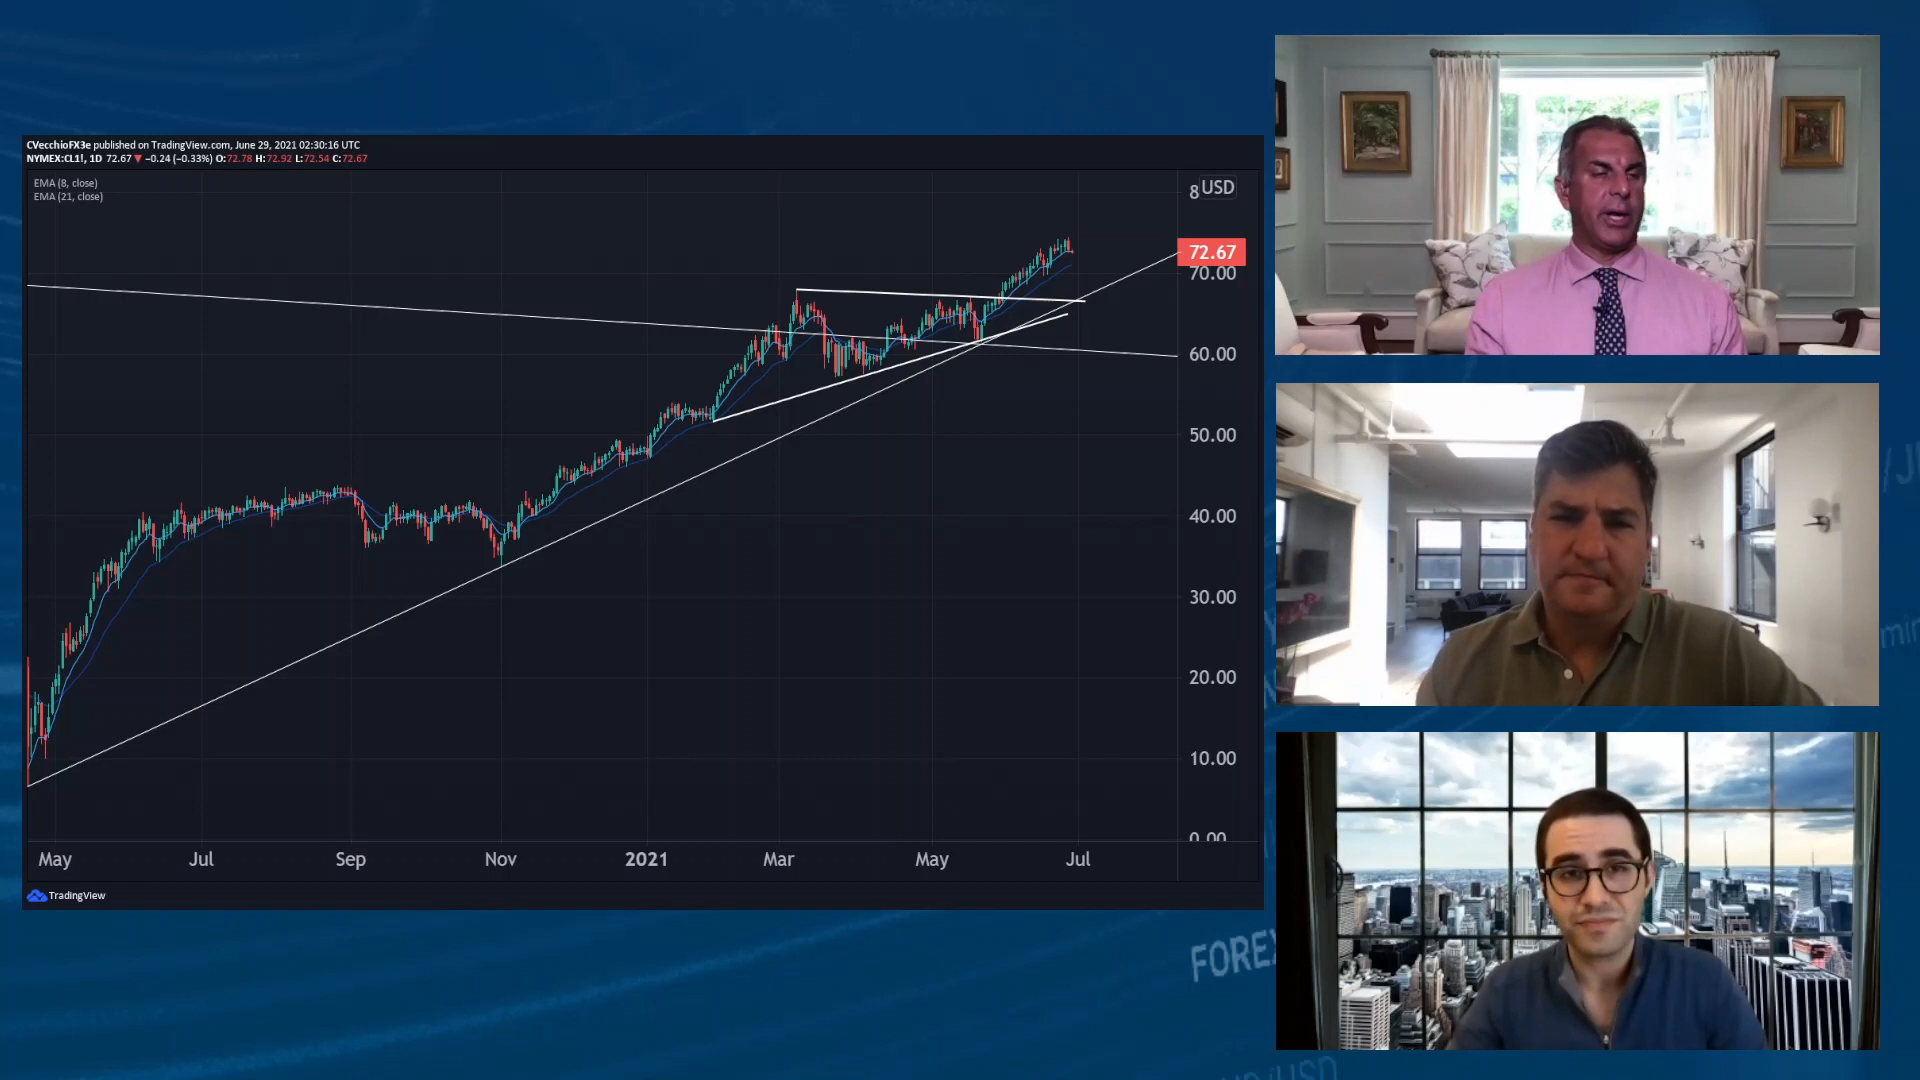 CVecchioFX3e published on TradingView.com, June 29, 2021 02:30:16 UTC
NYMEX:CL1!, 1D 72.67 ▼ −0.24 (−0.33%) O:72.78 H:72.92 L:72.54 C:72.67
EMA (8, close)
EMA (21, close)
8 USD
72.67
70.00
60.00
50.00
40.00
30.00
20.00
10.00
0.00
May Jul Sep Nov 2021 Mar May Jul
TradingView
FOREX
/USD